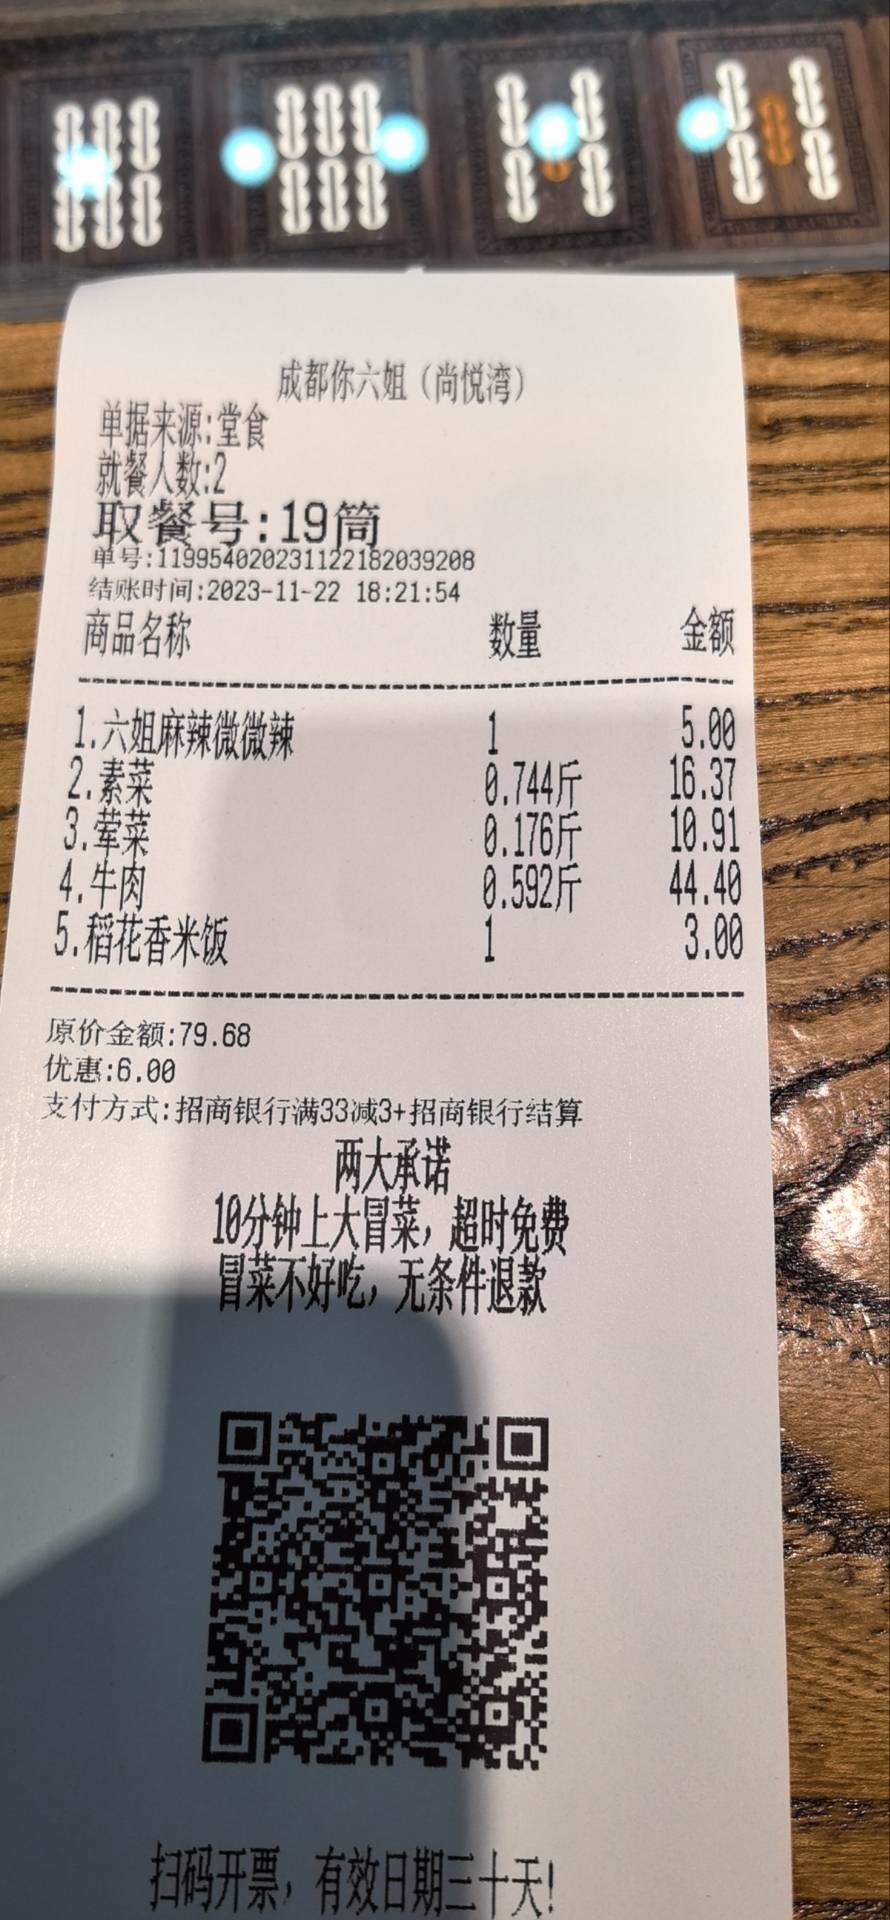 成都你六姐（尚悦湾）
单据来源:堂食
就餐人数:2
取餐号:19筒
单号:119954020231122182039208
结账时间:2023-11-22 18:21:54
商品名称 数量 金额
1.六姐麻辣微微辣 1 5.00
2.素菜 0.744斤 16.37
3.荤菜 0.176斤 10.91
4.牛肉 0.592斤 44.40
5.稻花香米饭 1 3.00
原价金额:79.68
优惠:6.00
支付方式:招商银行满33减3+招商银行结算
两大承诺
10分钟上大冒菜，超时免费
冒菜不好吃，无条件退款
扫码开票，有效日期三十天!